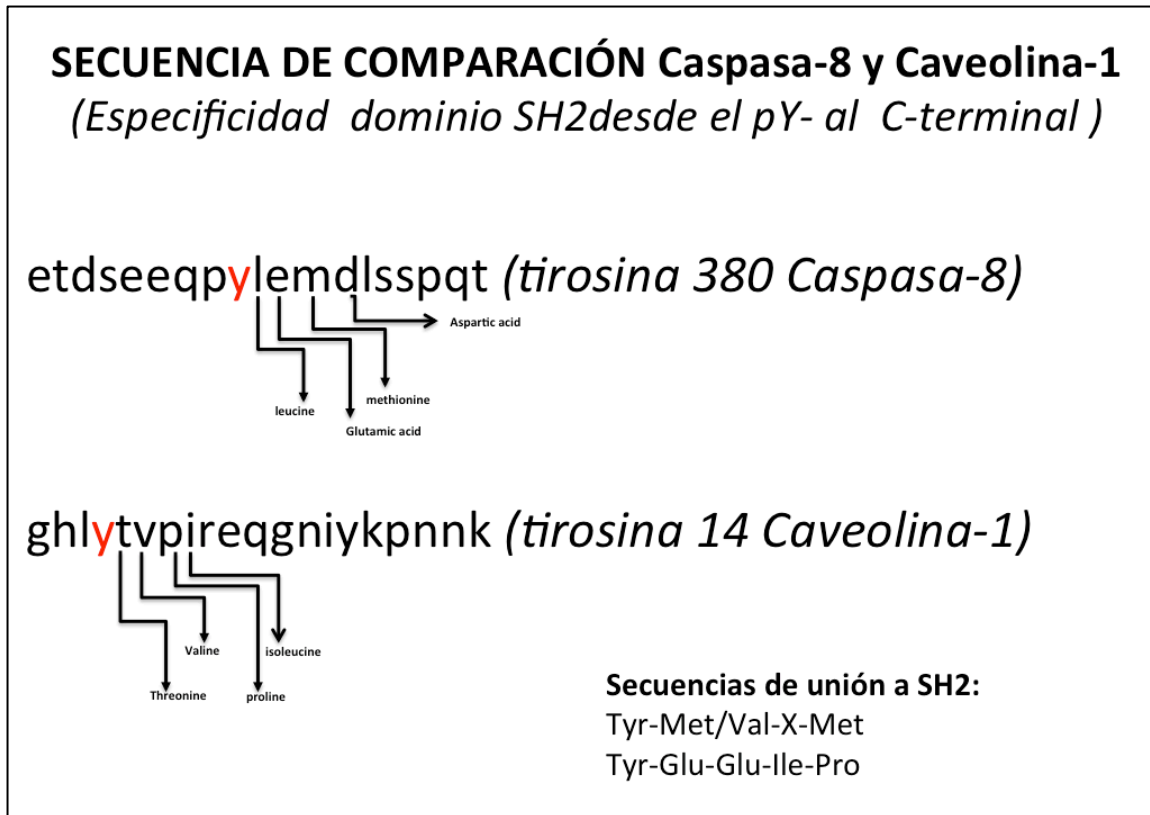 SECUENCIA DE COMPARACIÓN Caspasa-8 y Caveolina-1
(Especificidad dominio SH2desde el pY- al C-terminal )
etdseeqpylemdlsspqt (tirosina 380 Caspasa-8)
Aspartic acid
methionine
leucine
Glutamic acid
ghlytvpireqgniykpnnk (tirosina 14 Caveolina-1)
Valine
isoleucine
Threonine
proline
Secuencias de unión a SH2:
Tyr-Met/Val-X-Met
Tyr-Glu-Glu-Ile-Pro